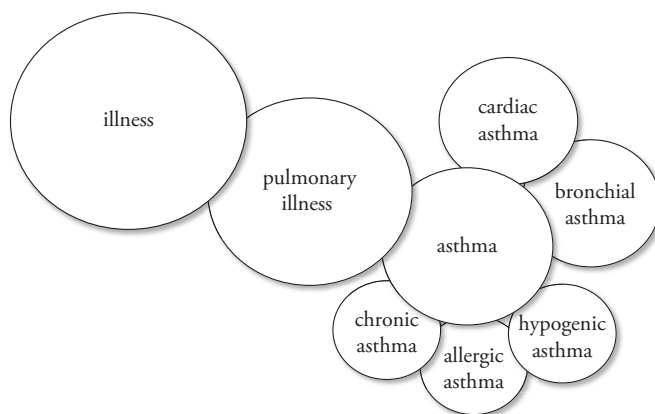 illness
pulmonary
illness
cardiac
asthma
bronchial
asthma
asthma
chronic
asthma
allergic
asthma
hypogenic
asthma